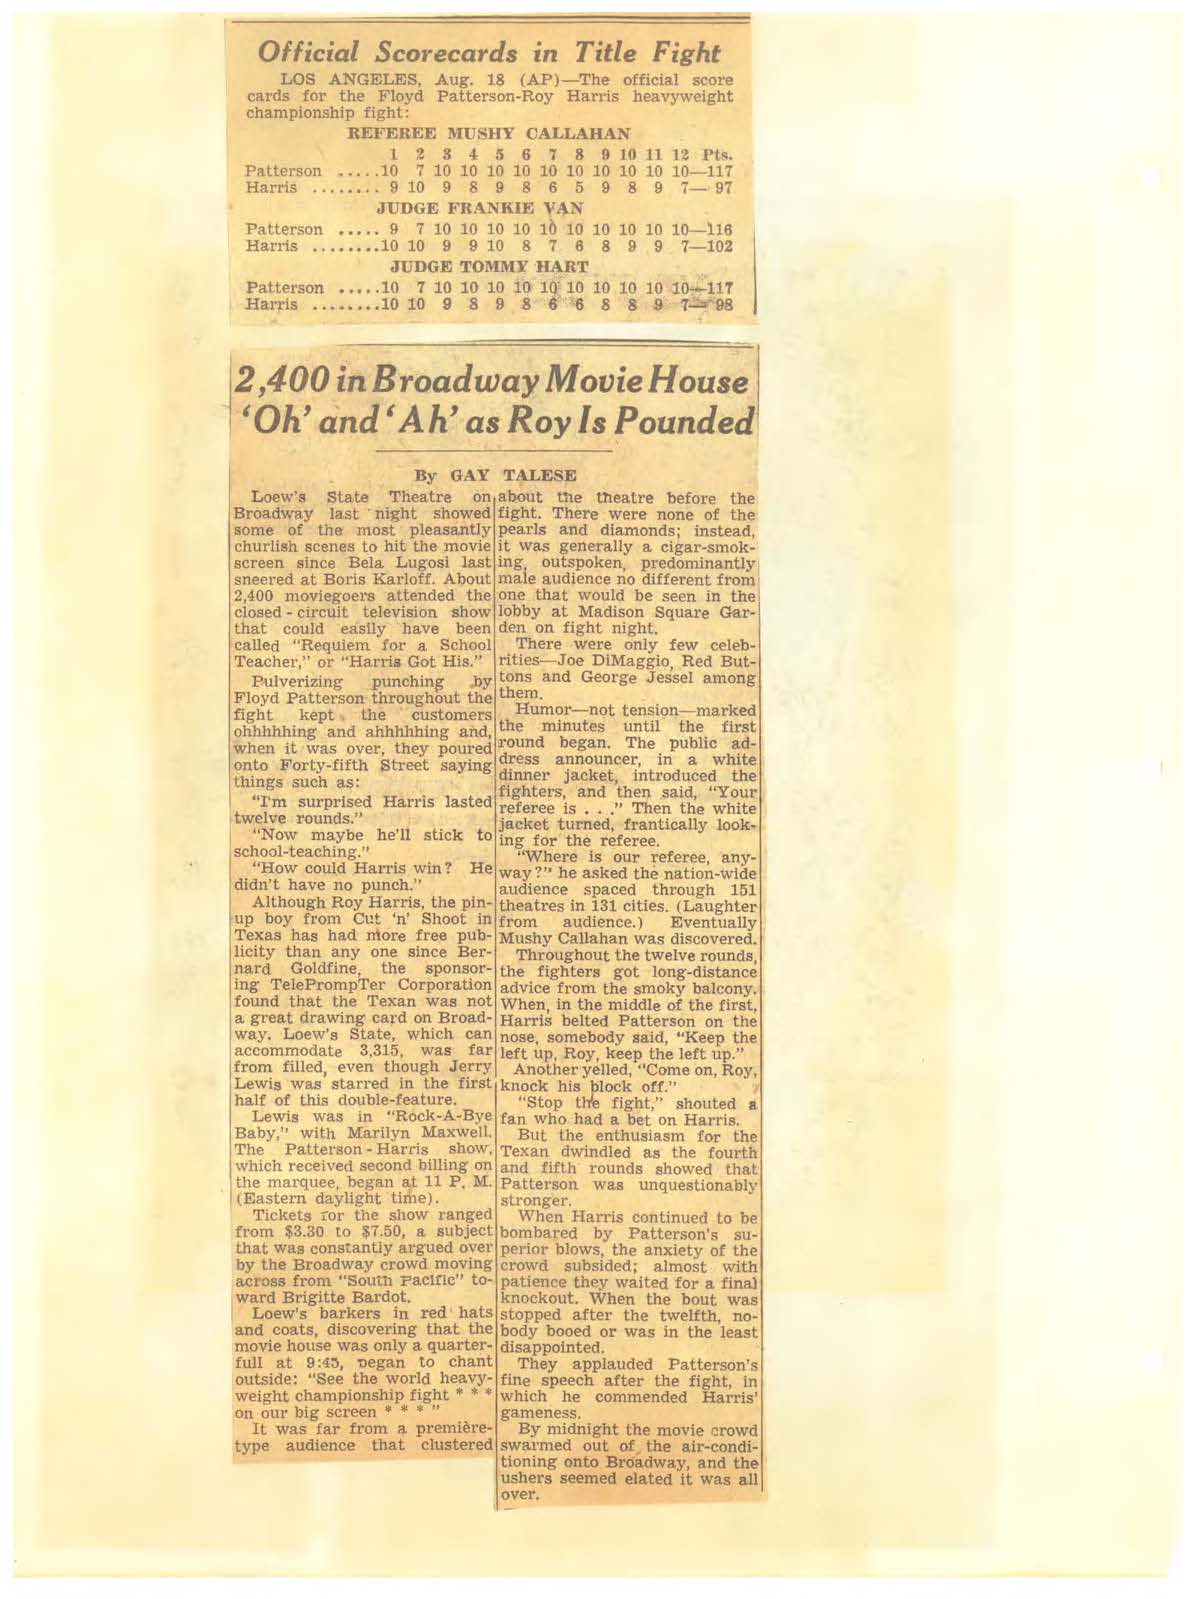 Official Scorecards in Title Fight
LOS ANGELES, Aug. 18 (AP)—The official score
cards for the Floyd Patterson-Roy Harris heavyweight
championship fight:
REFEREE MUSHY CALLAHAN
1 2 3 4 5 6 7 8 9 10 11 12 Pts.
Patterson .....10 7 10 10 10 10 10 10 10 10 10 10—117
Harris ........ 9 10 9 8 9 8 6 5 9 8 9 7— 97
JUDGE FRANKIE VAN
Patterson ..... 9 7 10 10 10 10 10 10 10 10 10 10—116
Harris ........10 10 9 9 10 8 7 6 8 9 9 7—102
JUDGE TOMMY HART
Patterson .....10 7 10 10 10 10 10 10 10 10 10 10—117
Harris ........10 10 9 8 9 8 6 6 8 8 9 7— 98
2,400 in Broadway Movie House
‘Oh’ and ‘Ah’ as Roy Is Pounded
By GAY TALESE
Loew's State Theatre on
Broadway last night showed
some of the most pleasantly
churlish scenes to hit the movie
screen since Bela Lugosi last
sneered at Boris Karloff. About
2,400 moviegoers attended the
closed-circuit television show
that could easily have been
called "Requiem for a School
Teacher," or "Harris Got His."
Pulverizing punching by
Floyd Patterson throughout the
fight kept the customers
ohhhhhing and ahhhhhing and,
when it was over, they poured
onto Forty-fifth Street saying
things such as:
"I'm surprised Harris lasted
twelve rounds."
"Now maybe he'll stick to
school-teaching."
"How could Harris win? He
didn't have no punch."
Although Roy Harris, the pin-
up boy from Cut 'n' Shoot in
Texas has had more free pub-
licity than any one since Ber-
nard Goldfine, the sponsor-
ing TelePrompTer Corporation
found that the Texan was not
a great drawing card on Broad-
way. Loew's State, which can
accommodate 3,315, was far
from filled, even though Jerry
Lewis was starred in the first
half of this double-feature.
Lewis was in "Rock-A-Bye
Baby," with Marilyn Maxwell.
The Patterson-Harris show,
which received second billing on
the marquee, began at 11 P. M.
(Eastern daylight time).
Tickets for the show ranged
from $3.30 to $7.50, a subject
that was constantly argued over
by the Broadway crowd moving
across from "South Pacific" to-
ward Brigitte Bardot.
Loew's barkers in red hats
and coats, discovering that the
movie house was only a quarter-
full at 9:45, began to chant
outside: "See the world heavy-
weight championship fight * * *
on our big screen * * * "
It was far from a première-
type audience that clustered
about the theatre before the
fight. There were none of the
pearls and diamonds; instead,
it was generally a cigar-smok-
ing, outspoken, predominantly
male audience no different from
one that would be seen in the
lobby at Madison Square Gar-
den on fight night.
There were only few celeb-
rities—Joe DiMaggio, Red But-
tons and George Jessel among
them.
Humor—not tension—marked
the minutes until the first
round began. The public ad-
dress announcer, in a white
dinner jacket, introduced the
fighters, and then said, "Your
referee is . . ." Then the white
jacket turned, frantically look-
ing for the referee.
"Where is our referee, any-
way?" he asked the nation-wide
audience spaced through 151
theatres in 131 cities. (Laughter
from audience.) Eventually
Mushy Callahan was discovered.
Throughout the twelve rounds,
the fighters got long-distance
advice from the smoky balcony.
When, in the middle of the first,
Harris belted Patterson on the
nose, somebody said, "Keep the
left up, Roy, keep the left up."
Another yelled, "Come on, Roy,
knock his block off."
"Stop the fight," shouted a
fan who had a bet on Harris.
But the enthusiasm for the
Texan dwindled as the fourth
and fifth rounds showed that
Patterson was unquestionably
stronger.
When Harris continued to be
bombared by Patterson's su-
perior blows, the anxiety of the
crowd subsided; almost with
patience they waited for a final
knockout. When the bout was
stopped after the twelfth, no-
body booed or was in the least
disappointed.
They applauded Patterson's
fine speech after the fight, in
which he commended Harris'
gameness.
By midnight the movie crowd
swarmed out of the air-condi-
tioning onto Broadway, and the
ushers seemed elated it was all
over.